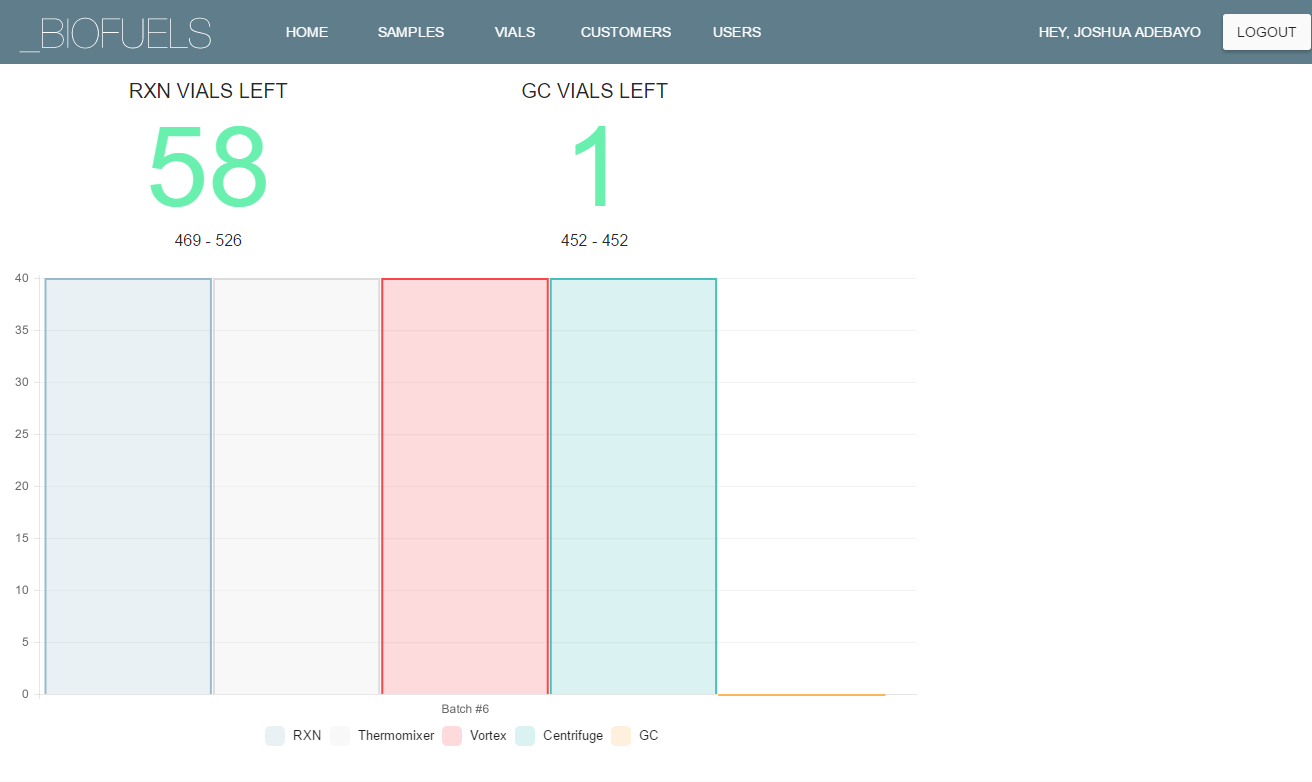 _BIOFUELS HOME SAMPLES VIALS CUSTOMERS USERS HEY, JOSHUA ADEBAYO LOGOUT
RXN VIALS LEFT GC VIALS LEFT
58 1
469 - 526 452 - 452
40
35
30
25
20
15
10
5
0
Batch #6
RXN Thermomixer Vortex Centrifuge GC